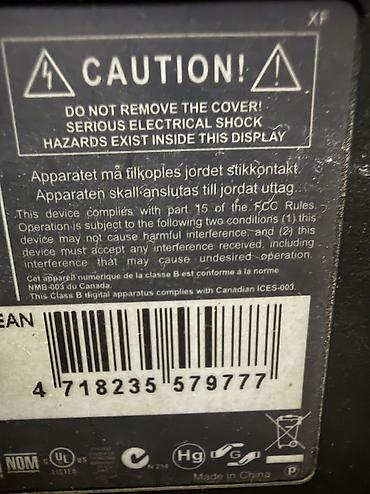 XF
CAUTION!
DO NOT REMOVE THE COVER!
SERIOUS ELECTRICAL SHOCK
HAZARDS EXIST INSIDE THIS DISPLAY
Apparatet må tilkoples jordet stikkontakt.
Apparaten skall anslutas till jordat uttag.
This device complies with part 15 of the FCC Rules.
Operation is subject to the following two conditions (1) this
device may not cause harmful interference, and (2) this
device must accept any interference received, including
interference that may cause undesired operation.
Cet appareil numerique de la classe B est conforme à la norme
NMB-003 du Canada.
This Class B digital apparatus complies with Canadian ICES-003.
EAN
4 718235 579777
NOM
C UL US
LISTED
N 214
Hg
G
Made in China
P